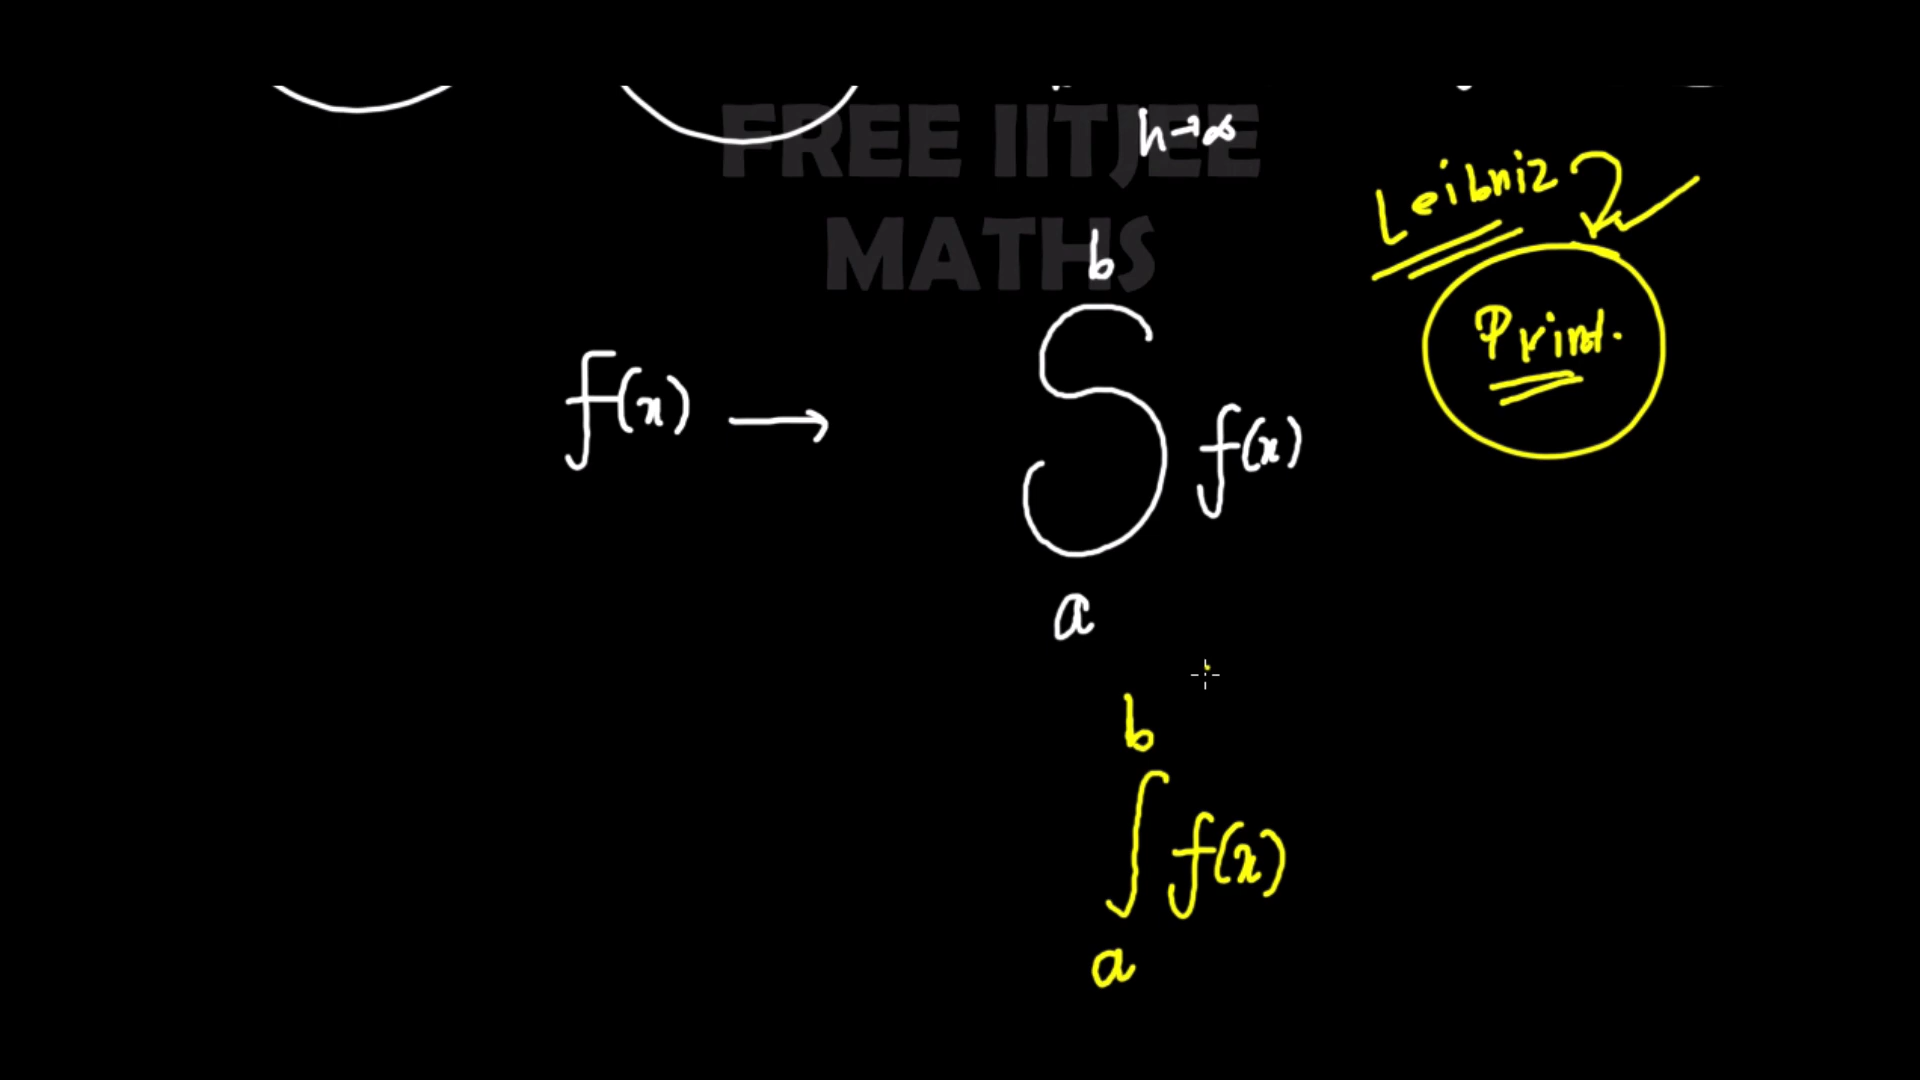 FREE IITJEE
MATHS
n→∞
Leibniz
Print.
b
f(x) → S f(x)
a
b
∫ f(x)
a